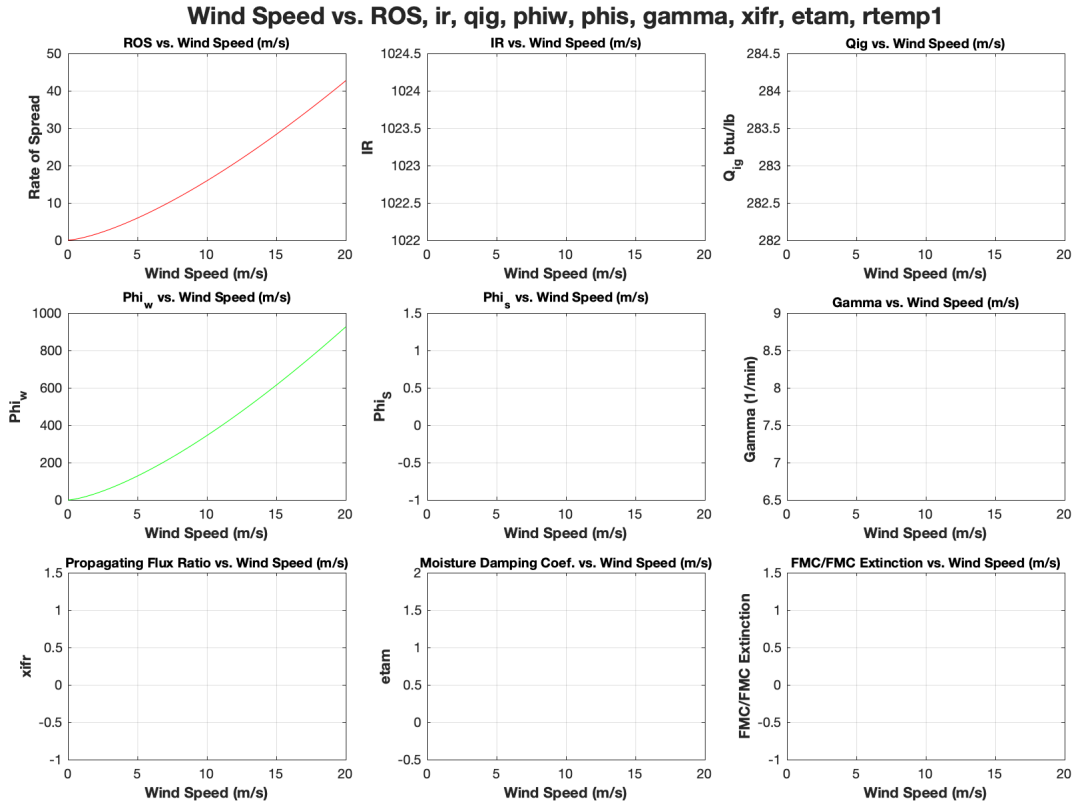 Wind Speed vs. ROS, ir, qig, phiw, phis, gamma, xifr, etam, rtemp1
ROS vs. Wind Speed (m/s)
50
40
30
20
10
0
Rate of Spread
0 5 10 15 20
Wind Speed (m/s)
IR vs. Wind Speed (m/s)
1024.5
1024
1023.5
1023
1022.5
1022
IR
0 5 10 15 20
Wind Speed (m/s)
Qig vs. Wind Speed (m/s)
284.5
284
283.5
283
282.5
282
Qig btu/lb
0 5 10 15 20
Wind Speed (m/s)
Phiw vs. Wind Speed (m/s)
1000
800
600
400
200
0
Phiw
0 5 10 15 20
Wind Speed (m/s)
Phis vs. Wind Speed (m/s)
1.5
1
0.5
0
-0.5
-1
PhiS
0 5 10 15 20
Wind Speed (m/s)
Gamma vs. Wind Speed (m/s)
9
8.5
8
7.5
7
6.5
Gamma (1/min)
0 5 10 15 20
Wind Speed (m/s)
Propagating Flux Ratio vs. Wind Speed (m/s)
1.5
1
0.5
0
-0.5
-1
xifr
0 5 10 15 20
Wind Speed (m/s)
Moisture Damping Coef. vs. Wind Speed (m/s)
2
1.5
1
0.5
0
-0.5
etam
0 5 10 15 20
Wind Speed (m/s)
FMC/FMC Extinction vs. Wind Speed (m/s)
1.5
1
0.5
0
-0.5
-1
FMC/FMC Extinction
0 5 10 15 20
Wind Speed (m/s)